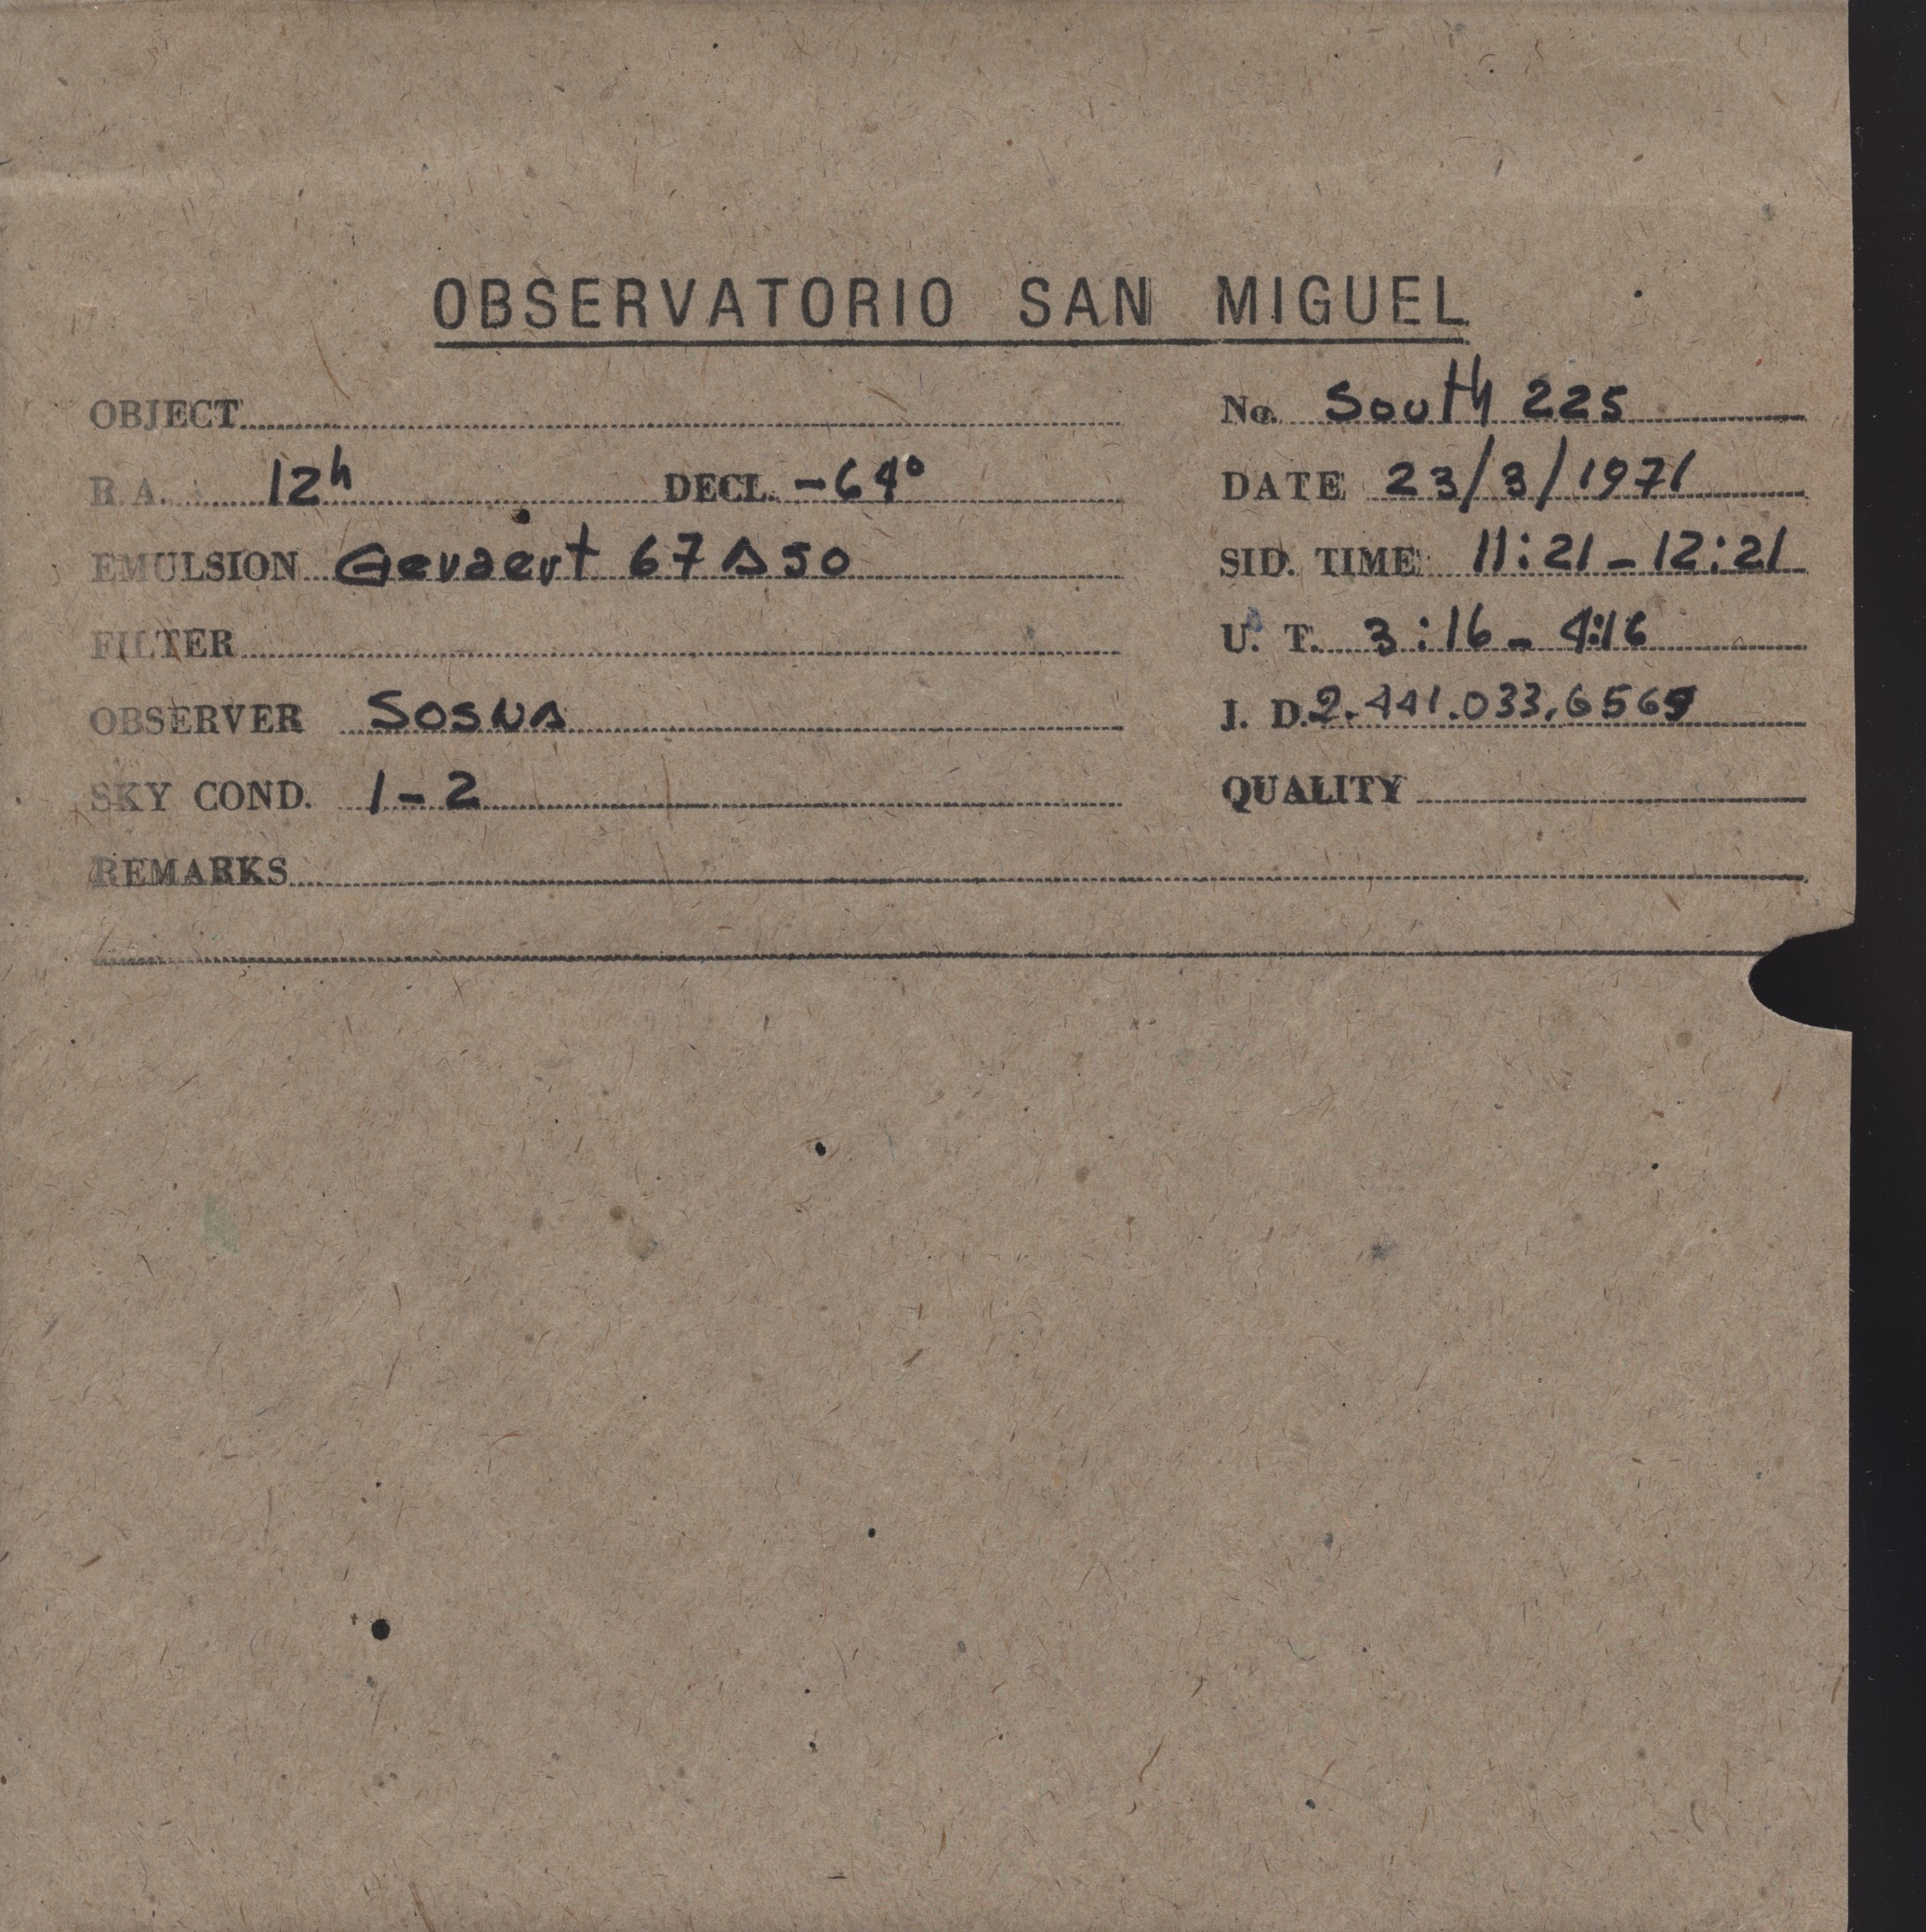 OBSERVATORIO SAN MIGUEL
OBJECT
No. South 225
R.A. 12h DECL. -64°
DATE 23/3/1971
EMULSION Gevaert 67A50
SID. TIME 11:21-12:21
FILTER
U. T. 3:16-4:16
OBSERVER Sosna
J. D. 2.441.033,6569
SKY COND. 1-2
QUALITY
REMARKS